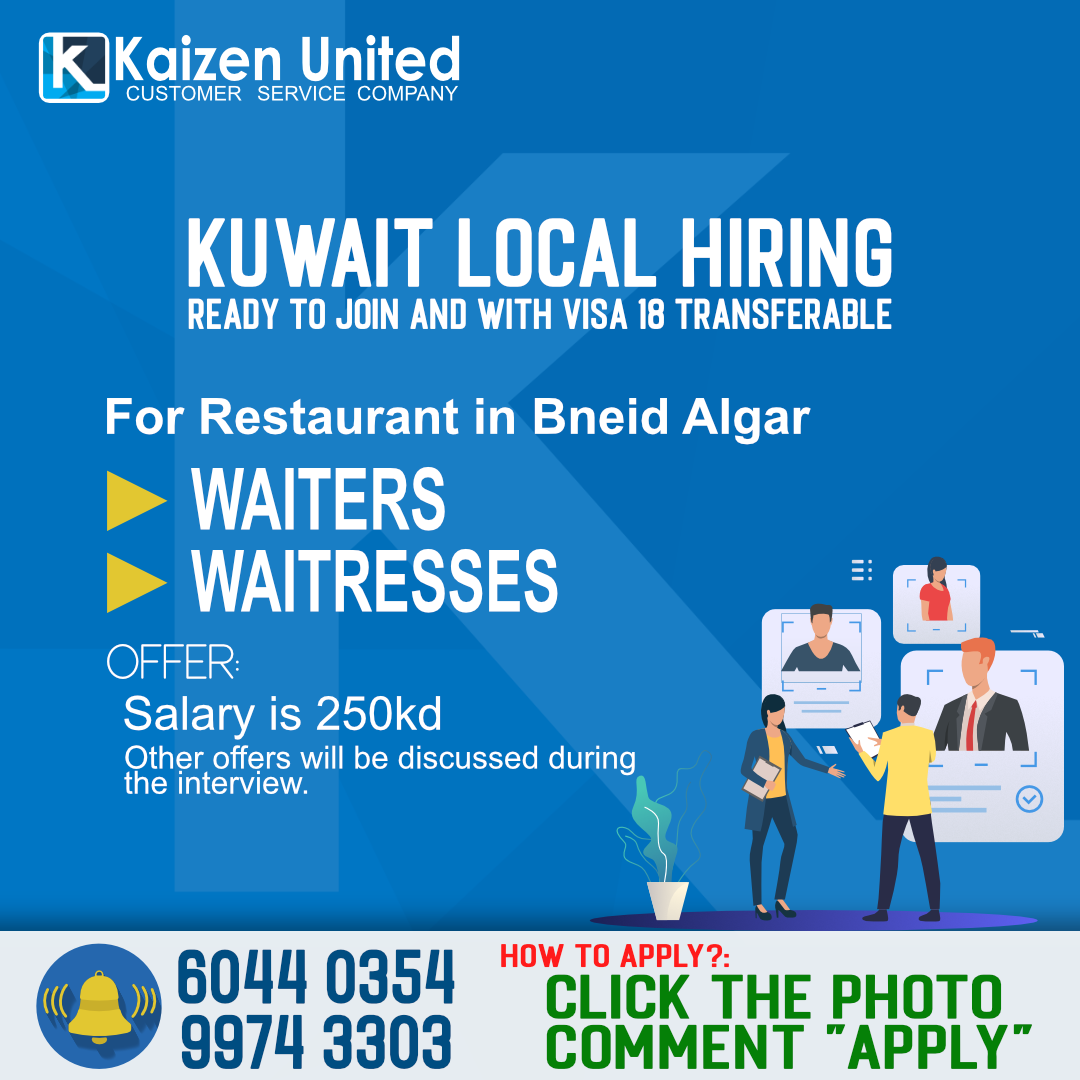 K Kaizen United
CUSTOMER SERVICE COMPANY
KUWAIT LOCAL HIRING
READY TO JOIN AND WITH VISA 18 TRANSFERABLE
For Restaurant in Bneid Algar
WAITERS
WAITRESSES
OFFER:
Salary is 250kd
Other offers will be discussed during
the interview.
6044 0354
9974 3303
HOW TO APPLY?:
CLICK THE PHOTO
COMMENT "APPLY"